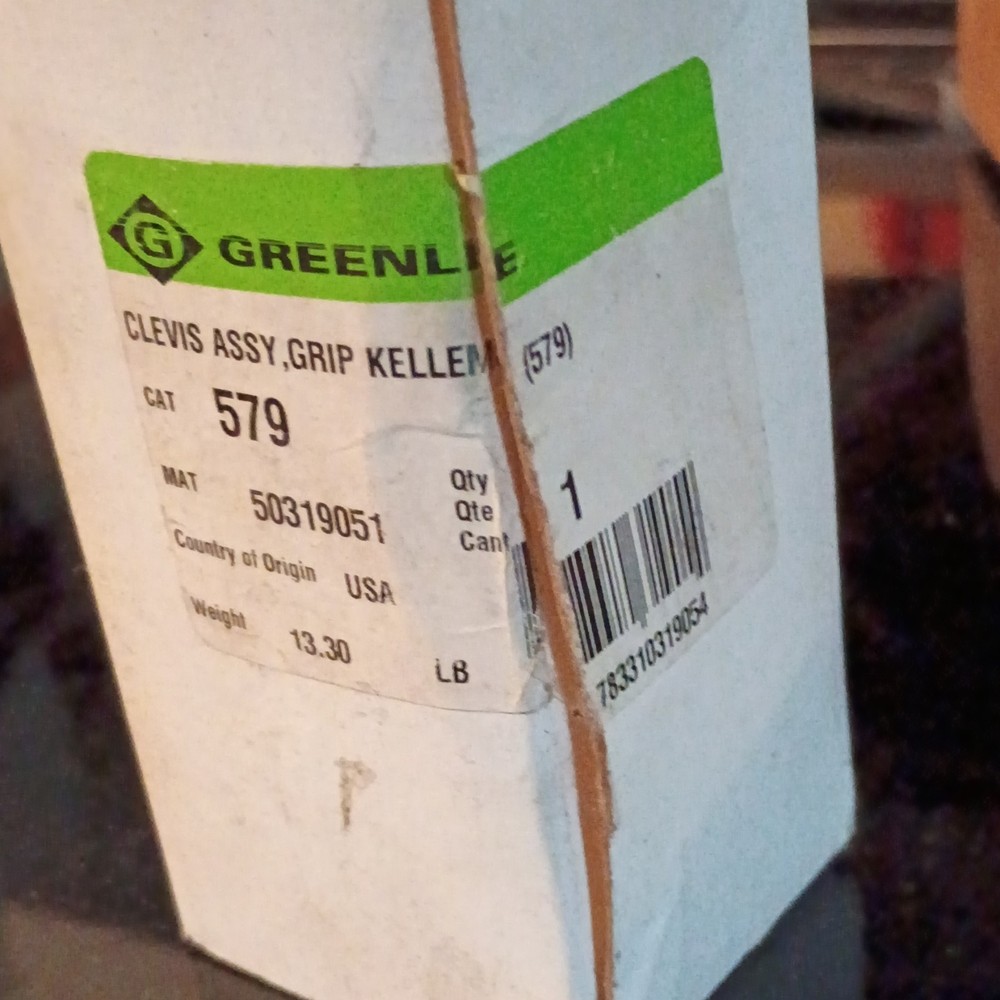 G GREENLEE
CLEVIS ASSY,GRIP KELLEM (579)
CAT 579
MAT 50319051
Qty
Qte
Cant
1
Country of Origin USA
Weight 13.30 LB
783310319054
P